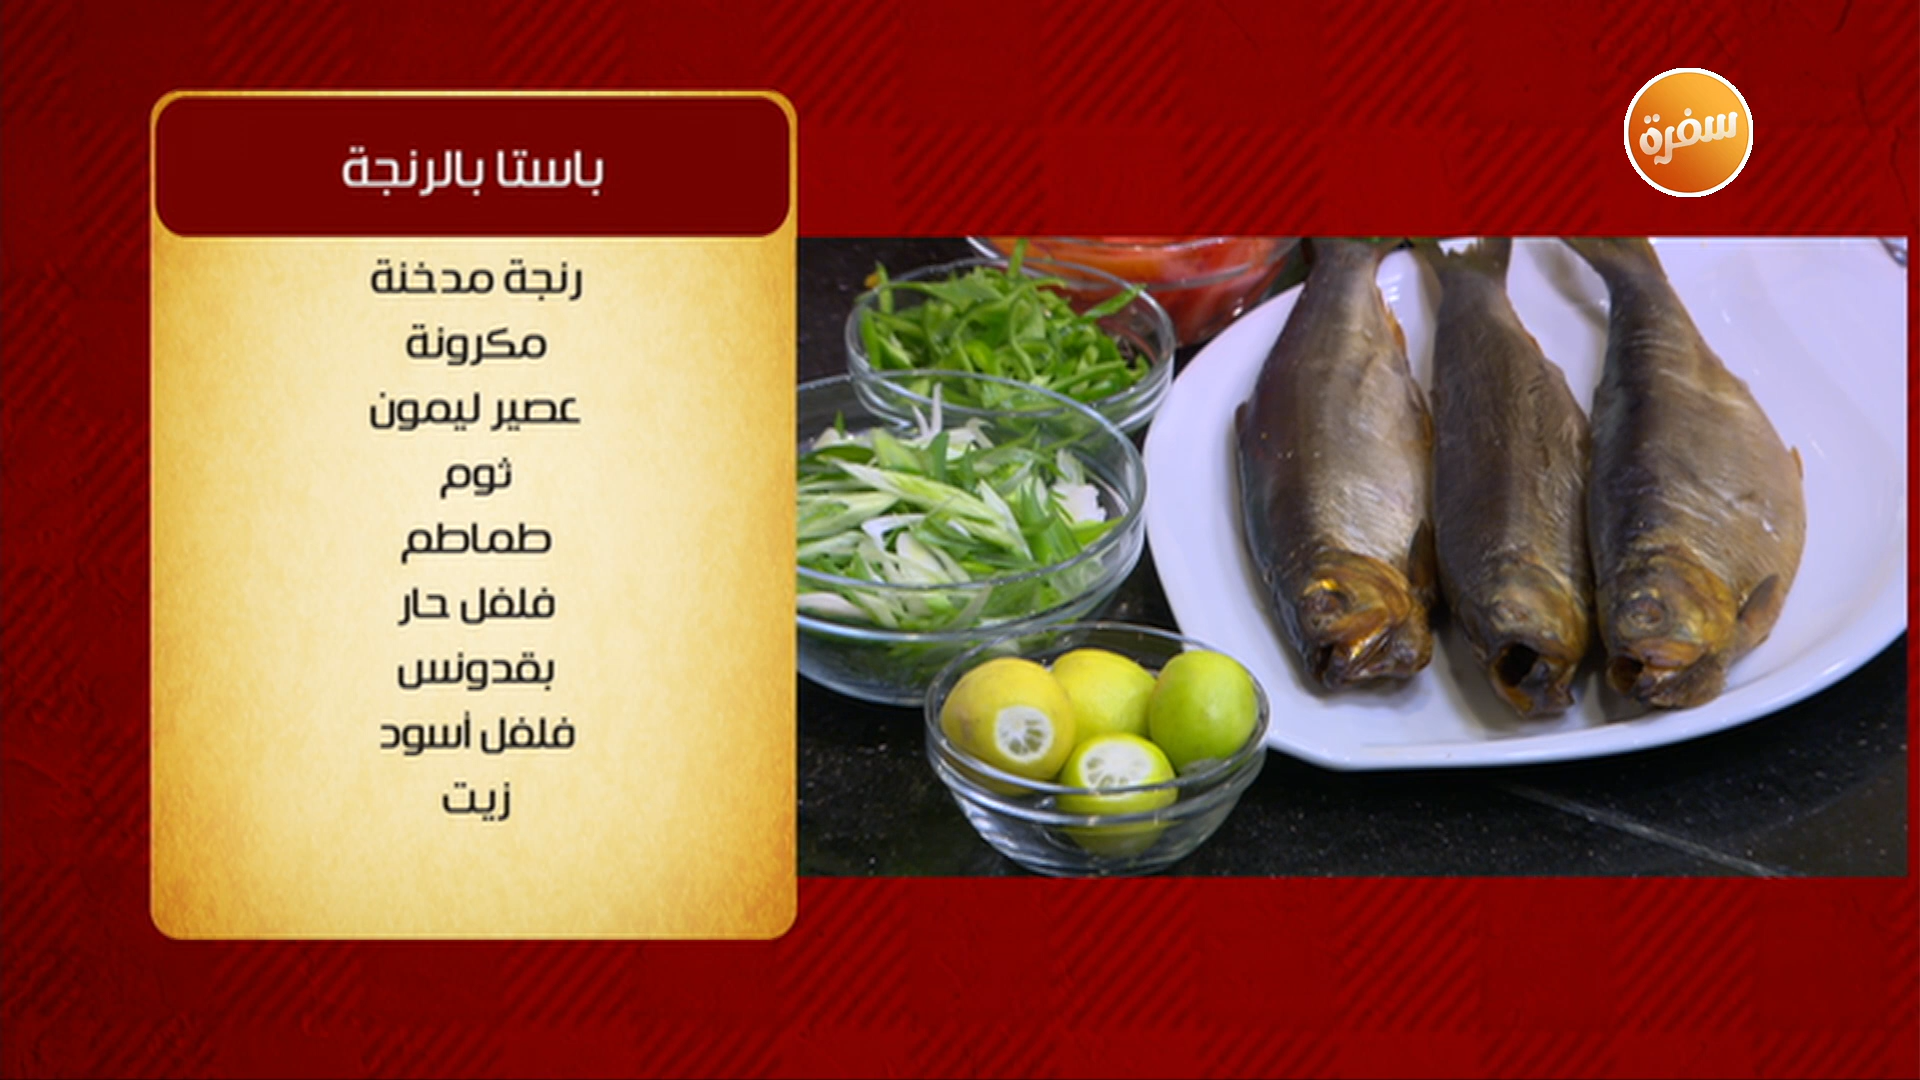 سفرة
باستا بالرنجة
رنجة مدخنة
مكرونة
عصير ليمون
ثوم
طماطم
فلفل حار
بقدونس
فلفل أسود
زيت